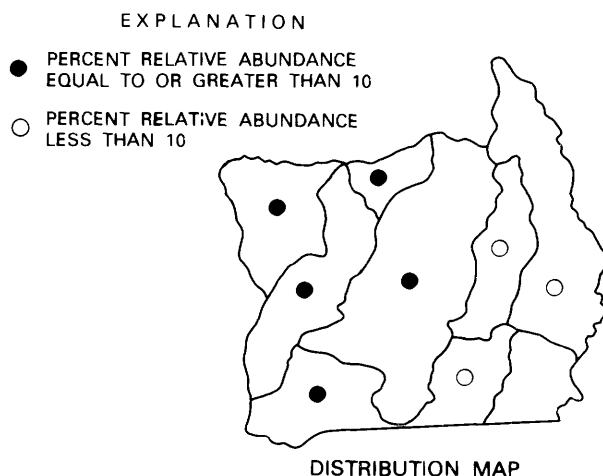 EXPLANATION
PERCENT RELATIVE ABUNDANCE
EQUAL TO OR GREATER THAN 10
PERCENT RELATIVE ABUNDANCE
LESS THAN 10
DISTRIBUTION MAP